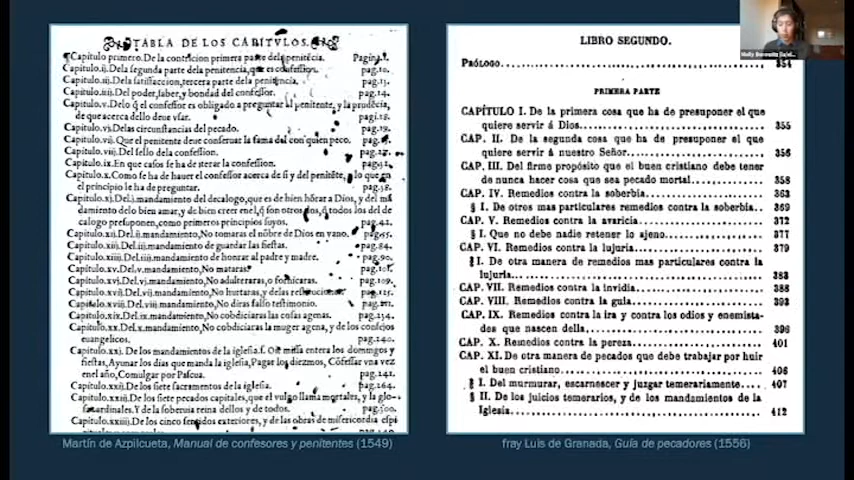 TABLA DE LOS CAPITVLOS.
Capitulo primero. De la contricion primera parte dela penitẽcia. Pagina.1.
Capitulo.ij. Dela segunda parte dela penitencia, que es confession. pag.10.
Capitulo.iij. Del a satisfaccion, tercera parte dela penitencia. pag.13.
Capitulo.iiij. Del poder, saber, y bondad del confessor. pag.14.
Capitulo.v. Delo q̃ el confessor es obligado a preguntar al penitente, y la prudẽcia,
de que acerca dello deue vsar. pagi.18.
Capitulo.vj. Delas circunstancias del pecado. pag.19.
Capitulo.vij. Que el penitente deue conseruar la fama del con quien peco.
Capitulo.viij. Del sello dela confession.
Capitulo.ix. En que casos se ha de iterar la confession.
Capitulo.x. Como se ha de hauer el confessor acerca de si y del penitẽte, lo que en
el principio le ha de preguntar.
Capitulo.xj. Del.j. mandamiento del decalogo, que es de bien hõrar a Dios, y del mã
damiento delo bien amar, y de bien creer enel, q̃ son otros dos, q̃ todos los del de
calogo presuponen, como primeros principios suyos. pag.42.
Capitulo.xij. Del.ij. mandamiento, No tomaras el nõbre de Dios en vano.
Capitulo.xiij. Del.iij. mandamiento de guardar las fiestas. pag.84.
Capitulo.xiiij. Del.iiij. mandamiento de honrar al padre y madre. pag.90.
Capitulo.xv. Del.v. mandamiento, No mataras.
Capitulo.xvj. Del.vj. mandamiento, No adulteraras, o fornicaras. pag.109.
Capitulo.xvij. Del.vij. mandamiento, No hurtaras, y delas
Capitulo.xviij. Del.viij. mandamiento, No diras falso testimonio.
Capitulo.xix. Del.ix. mandamiento, No cobdiciaras las cosas agenas. pag.234.
Capitulo.xx. Del.x. mandamiento, No cobdiciaras la muger agena, y de los consejos
euangelicos. pag.240.
Capitulo.xxj. De los mandamientos de la iglesia.s. Oir missa entera los domingos y
fiestas, Ayunar los dias que manda la iglesia, Pagar los diezmos, Cõfessar vna vez
en el año, Comulgar por Pascua. pag.241.
Capitulo.xxij. De los siete sacramentos de la iglesia. pag.264.
Capitulo.xxiij. De los siete pecados capitales, que el vulgo llama mortales, y la glo-
Y de la soberuia reina dellos y de todos. pag.300.
Capitulo.xxiiij. De los cinco sentidos exteriores, y de las obras de misericordia espi
Martín de Azpilcueta, Manual de confesores y penitentes (1549)
LIBRO SEGUNDO.
PRÓLOGO. 354
PRIMERA PARTE
CAPÍTULO I. De la primera cosa que ha de presuponer el que
quiere servir á Dios. 355
CAP. II. De la segunda cosa que ha de presuponer el que
quiere servir á nuestro Señor. 356
CAP. III. Del firme propósito que el buen cristiano debe tener
de nunca hacer cosa que sea pecado mortal. 358
CAP. IV. Remedios contra la soberbia. 363
§ I. De otros mas particulares remedios contra la soberbia. 369
CAP. V. Remedios contra la avaricia. 372
§ I. Que no debe nadie retener lo ajeno. 377
CAP. VI. Remedios contra la lujuria. 379
§ I. De otra manera de remedios mas particulares contra la
lujuria. 383
CAP. VII. Remedios contra la invidia. 388
CAP. VIII. Remedios contra la gula. 393
CAP. IX. Remedios contra la ira y contra los odios y enemista-
des que nascen della. 396
CAP. X. Remedios contra la pereza. 401
CAP. XI. De otra manera de pecados que debe trabajar por huir
el buen cristiano. 406
§ I. Del murmurar, escarnescer y juzgar temerariamente. 407
§ II. De los juicios temerarios, y de los mandamientos de la
Iglesia. 412
fray Luis de Granada, Guía de pecadores (1556)